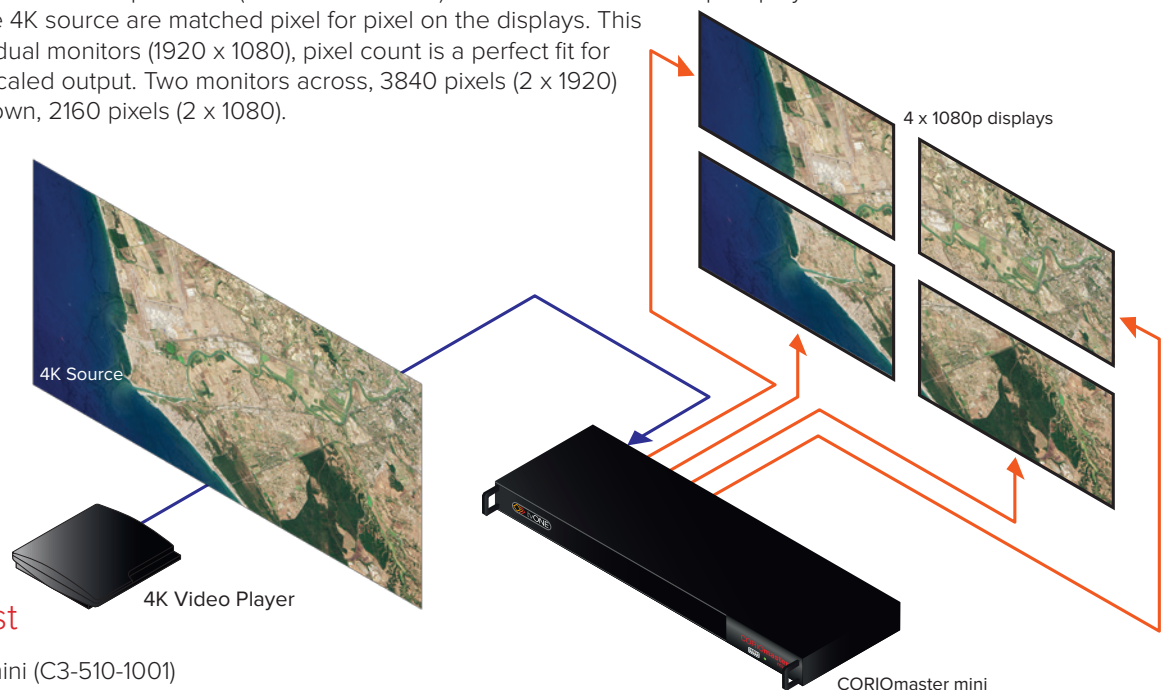 e 4K source are matched pixel for pixel on the displays. This
dual monitors (1920 x 1080), pixel count is a perfect fit for
caled output. Two monitors across, 3840 pixels (2 x 1920)
own, 2160 pixels (2 x 1080).
4 x 1080p displays
4K Source
4K Video Player
st
ini (C3-510-1001)
CORIOmaster mini
tvONE